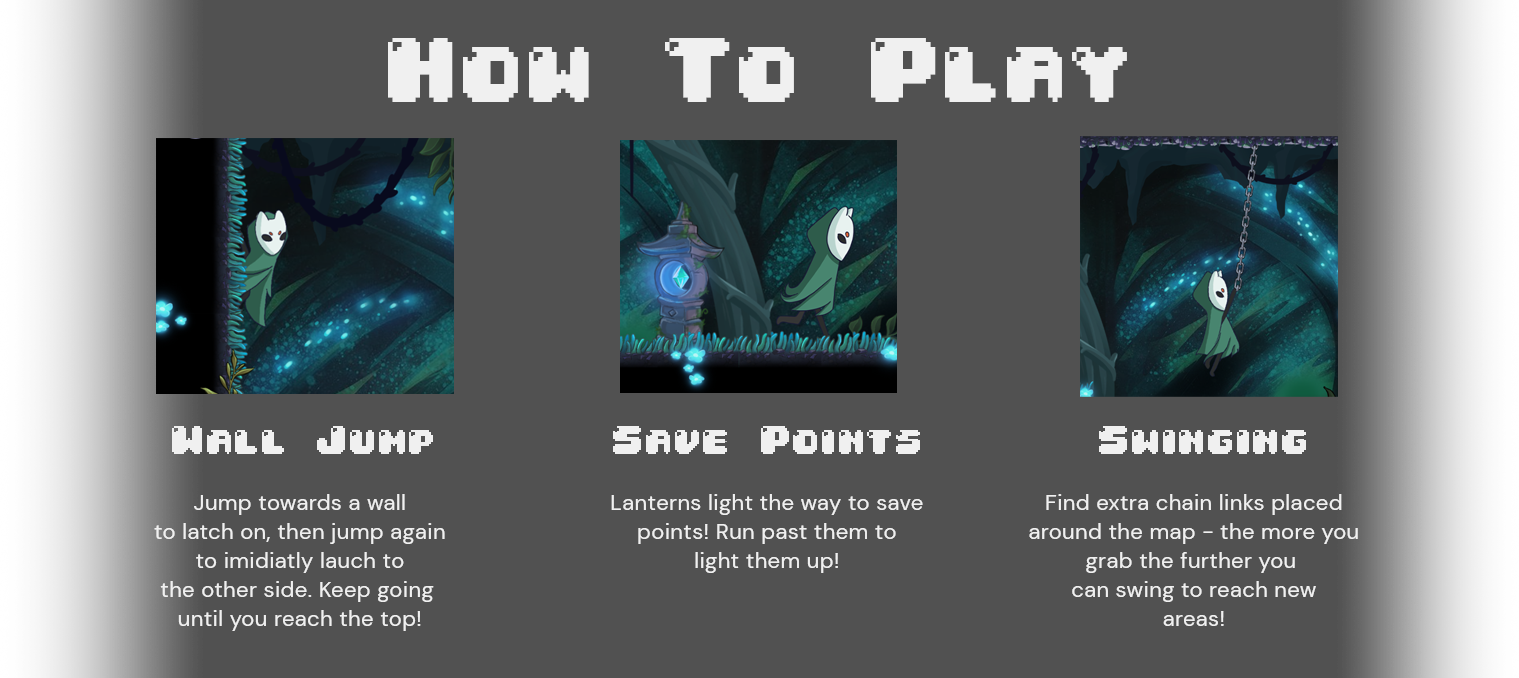 How To Play
Wall Jump
Jump towards a wall
to latch on, then jump again
to imidiatly lauch to
the other side. Keep going
until you reach the top!
Save Points
Lanterns light the way to save
points! Run past them to
light them up!
Swinging
Find extra chain links placed
around the map - the more you
grab the further you
can swing to reach new
areas!